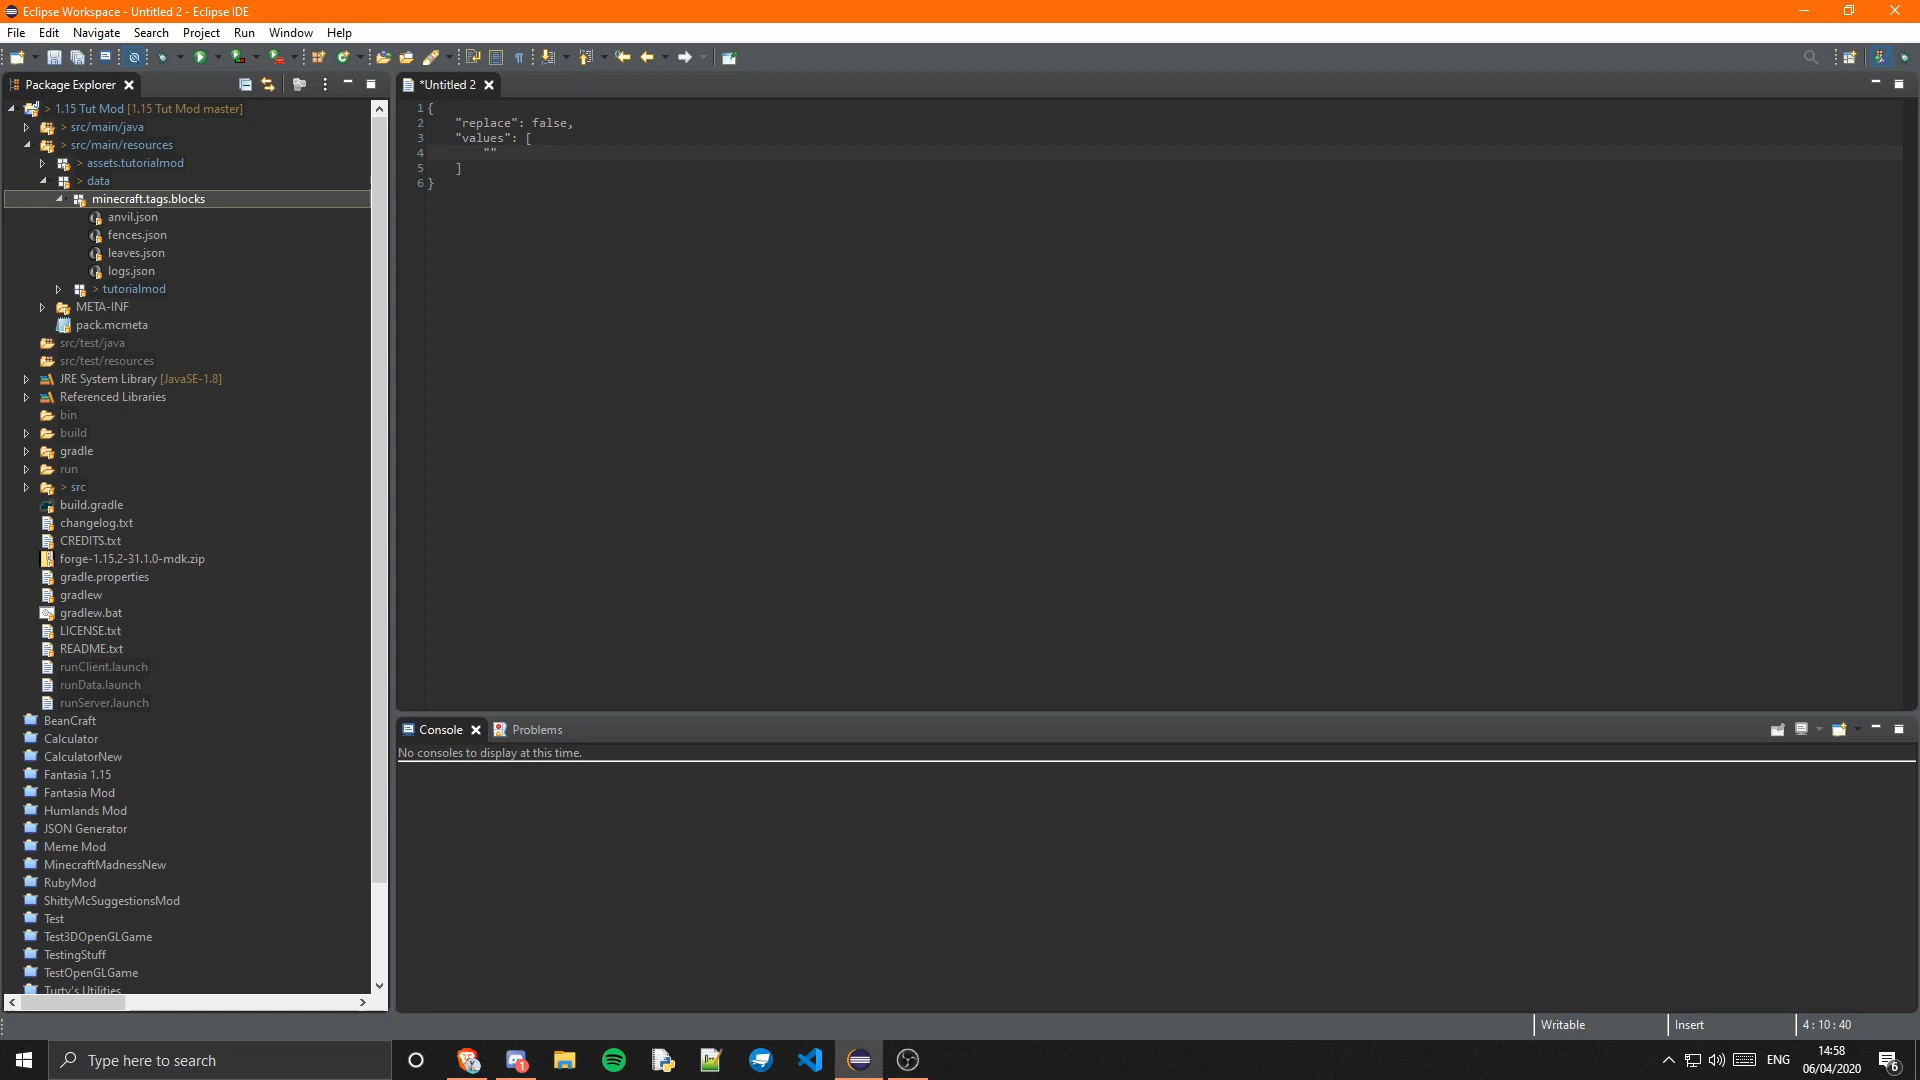 Eclipse Workspace - Untitled 2 - Eclipse IDE
File Edit Navigate Search Project Run Window Help
Package Explorer
*Untitled 2
> 1.15 Tut Mod [1.15 Tut Mod master]
> src/main/java
> src/main/resources
> assets.tutorialmod
> data
minecraft.tags.blocks
anvil.json
fences.json
leaves.json
logs.json
> tutorialmod
META-INF
pack.mcmeta
src/test/java
src/test/resources
JRE System Library [JavaSE-1.8]
Referenced Libraries
bin
build
gradle
run
> src
build.gradle
changelog.txt
CREDITS.txt
forge-1.15.2-31.1.0-mdk.zip
gradle.properties
gradlew
gradlew.bat
LICENSE.txt
README.txt
runClient.launch
runData.launch
runServer.launch
BeanCraft
Calculator
CalculatorNew
Fantasia 1.15
Fantasia Mod
Humlands Mod
JSON Generator
Meme Mod
MinecraftMadnessNew
RubyMod
ShittyMcSuggestionsMod
Test
Test3DOpenGLGame
TestingStuff
TestOpenGLGame
Turty's Utilities
1 {
2 "replace": false,
3 "values": [
4 ""
5 ]
6 }
Console
Problems
No consoles to display at this time.
Writable
Insert
4 : 10 : 40
Type here to search
1
ENG
14:58
06/04/2020
6